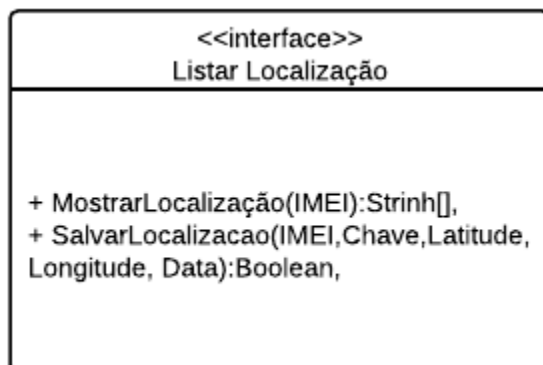 <<interface>>
Listar Localização
+ MostrarLocalização(IMEI):Strinh[],
+ SalvarLocalizacao(IMEI,Chave,Latitude,
Longitude, Data):Boolean,